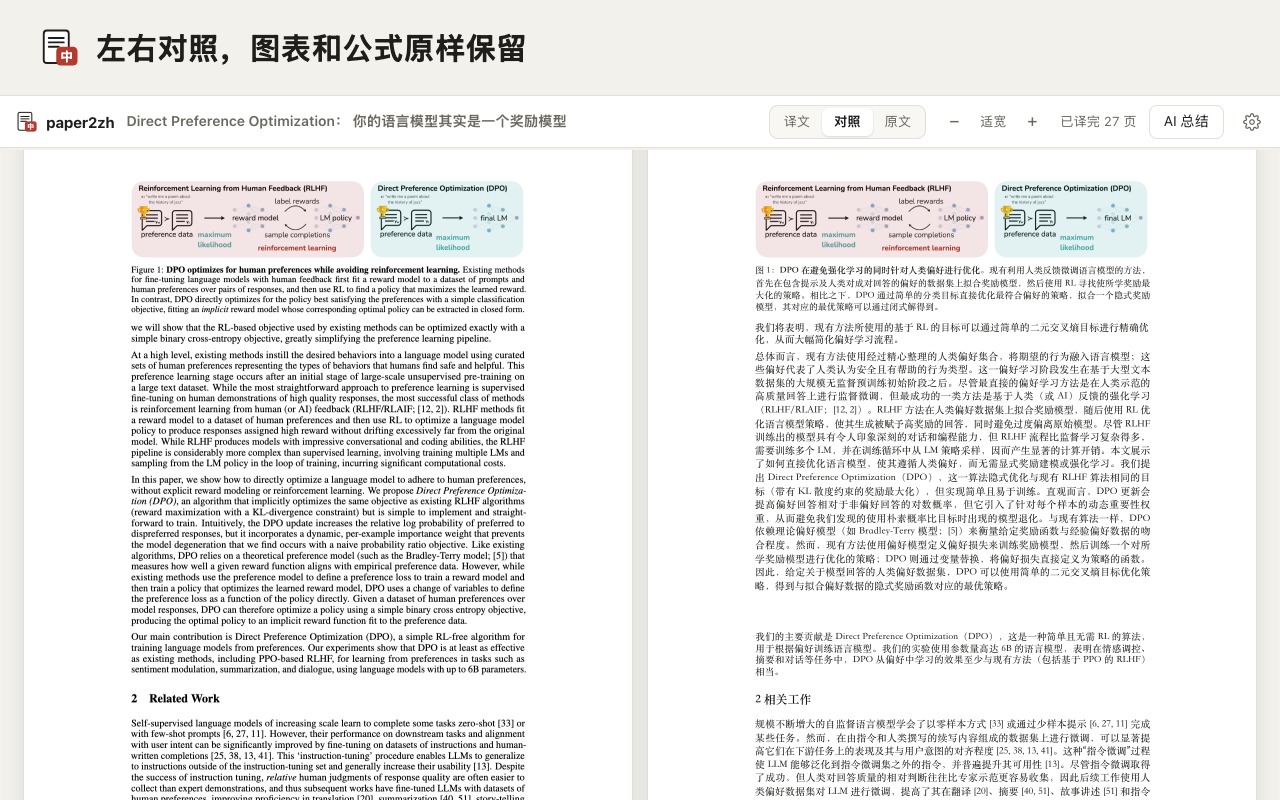 左右对照，图表和公式原样保留
paper2zh
Direct Preference Optimization： 你的语言模型其实是一个奖励模型
译文 对照 原文
− 适宽 +
已译完 27 页
AI 总结
Reinforcement Learning from Human Feedback (RLHF)
x: "write me a poem about
the history of jazz"
label rewards
reward model
LM policy
preference data
maximum
likelihood
sample completions
reinforcement learning
Direct Preference Optimization (DPO)
x: "write me a poem about
the history of jazz"
final LM
preference data
maximum
likelihood
Figure 1: DPO optimizes for human preferences while avoiding reinforcement learning. Existing methods
for fine-tuning language models with human feedback first fit a reward model to a dataset of prompts and
human preferences over pairs of responses, and then use RL to find a policy that maximizes the learned reward.
In contrast, DPO directly optimizes for the policy best satisfying the preferences with a simple classification
objective, fitting an implicit reward model whose corresponding optimal policy can be extracted in closed form.
we will show that the RL-based objective used by existing methods can be optimized exactly with a
simple binary cross-entropy objective, greatly simplifying the preference learning pipeline.
At a high level, existing methods instill the desired behaviors into a language model using curated
sets of human preferences representing the types of behaviors that humans find safe and helpful. This
preference learning stage occurs after an initial stage of large-scale unsupervised pre-training on
a large text dataset. While the most straightforward approach to preference learning is supervised
fine-tuning on human demonstrations of high quality responses, the most successful class of methods
is reinforcement learning from human (or AI) feedback (RLHF/RLAIF; [12, 2]). RLHF methods fit
a reward model to a dataset of human preferences and then use RL to optimize a language model
policy to produce responses assigned high reward without drifting excessively far from the original
model. While RLHF produces models with impressive conversational and coding abilities, the RLHF
pipeline is considerably more complex than supervised learning, involving training multiple LMs and
sampling from the LM policy in the loop of training, incurring significant computational costs.
In this paper, we show how to directly optimize a language model to adhere to human preferences,
without explicit reward modeling or reinforcement learning. We propose Direct Preference Optimiza-
tion (DPO), an algorithm that implicitly optimizes the same objective as existing RLHF algorithms
(reward maximization with a KL-divergence constraint) but is simple to implement and straight-
forward to train. Intuitively, the DPO update increases the relative log probability of preferred to
dispreferred responses, but it incorporates a dynamic, per-example importance weight that prevents
the model degeneration that we find occurs with a naive probability ratio objective. Like existing
algorithms, DPO relies on a theoretical preference model (such as the Bradley-Terry model; [5]) that
measures how well a given reward function aligns with empirical preference data. However, while
existing methods use the preference model to define a preference loss to train a reward model and
then train a policy that optimizes the learned reward model, DPO uses a change of variables to define
the preference loss as a function of the policy directly. Given a dataset of human preferences over
model responses, DPO can therefore optimize a policy using a simple binary cross entropy objective,
producing the optimal policy to an implicit reward function fit to the preference data.
Our main contribution is Direct Preference Optimization (DPO), a simple RL-free algorithm for
training language models from preferences. Our experiments show that DPO is at least as effective
as existing methods, including PPO-based RLHF, for learning from preferences in tasks such as
sentiment modulation, summarization, and dialogue, using language models with up to 6B parameters.
2 Related Work
Self-supervised language models of increasing scale learn to complete some tasks zero-shot [33] or
with few-shot prompts [6, 27, 11]. However, their performance on downstream tasks and alignment
with user intent can be significantly improved by fine-tuning on datasets of instructions and human-
written completions [25, 38, 13, 41]. This ‘instruction-tuning’ procedure enables LLMs to generalize
to instructions outside of the instruction-tuning set and generally increase their usability [13]. Despite
the success of instruction tuning, relative human judgments of response quality are often easier to
collect than expert demonstrations, and thus subsequent works have fine-tuned LLMs with datasets of
human preferences, improving proficiency in translation [20], summarization [40, 51], story-telling
Reinforcement Learning from Human Feedback (RLHF)
x: "write me a poem about
the history of jazz"
label rewards
reward model
LM policy
preference data
maximum
likelihood
sample completions
reinforcement learning
Direct Preference Optimization (DPO)
x: "write me a poem about
the history of jazz"
final LM
preference data
maximum
likelihood
图 1：DPO 在避免强化学习的同时针对人类偏好进行优化。现有利用人类反馈微调语言模型的方法，
首先在包含提示及人类成对回答的偏好的数据集上拟合奖励模型，然后使用 RL 寻找使所学奖励最
大化的策略。相比之下，DPO 通过简单的分类目标直接优化最符合偏好的策略，拟合一个隐式奖励
模型，其对应的最优策略可以通过闭式解得到。
我们将表明，现有方法所使用的基于 RL 的目标可以通过简单的二元交叉熵目标进行精确优
化，从而大幅简化偏好学习流程。
总体而言，现有方法使用经过精心整理的人类偏好集合，将期望的行为融入语言模型；这
些偏好代表了人类认为安全且有帮助的行为类型。这一偏好学习阶段发生在基于大型文本
数据集的大规模无监督预训练初始阶段之后。尽管最直接的偏好学习方法是在人类示范的
高质量回答上进行监督微调，但最成功的一类方法是基于人类（或 AI）反馈的强化学习
（RLHF/RLAIF；[12, 2]）。RLHF 方法在人类偏好数据集上拟合奖励模型，随后使用 RL 优
化语言模型策略，使其生成被赋予高奖励的回答，同时避免过度偏离原始模型。尽管 RLHF
训练出的模型具有令人印象深刻的对话和编程能力，但 RLHF 流程比监督学习复杂得多，
需要训练多个 LM，并在训练循环中从 LM 策略采样，因而产生显著的计算开销。本文展示
了如何直接优化语言模型，使其遵循人类偏好，而无需显式奖励建模或强化学习。我们提
出 Direct Preference Optimization（DPO），这一算法隐式优化与现有 RLHF 算法相同的目
标（带有 KL 散度约束的奖励最大化），但实现简单且易于训练。直观而言，DPO 更新会
提高偏好回答相对于非偏好回答的对数概率，但它引入了针对每个样本的动态重要性权
重，从而避免我们发现的使用朴素概率比目标时出现的模型退化。与现有算法一样，DPO
依赖理论偏好模型（如 Bradley-Terry 模型；[5]）来衡量给定奖励函数与经验偏好数据的吻
合程度。然而，现有方法使用偏好模型定义偏好损失来训练奖励模型，然后训练一个对所
学奖励模型进行优化的策略；DPO 则通过变量替换，将偏好损失直接定义为策略的函数。
因此，给定关于模型回答的人类偏好数据集，DPO 可以使用简单的二元交叉熵目标优化策
略，得到与拟合偏好数据的隐式奖励函数对应的最优策略。
我们的主要贡献是 Direct Preference Optimization（DPO），这是一种简单且无需 RL 的算法，
用于根据偏好训练语言模型。我们的实验使用参数量高达 6B 的语言模型，表明在情感调控、
摘要和对话等任务中，DPO 从偏好中学习的效果至少与现有方法（包括基于 PPO 的 RLHF）
相当。
2 相关工作
规模不断增大的自监督语言模型学会了以零样本方式 [33] 或通过少样本提示 [6, 27, 11] 完成
某些任务。然而，在由指令和人类撰写的续写内容组成的数据集上进行微调，可以显著提
高它们在下游任务上的表现及其与用户意图的对齐程度 [25, 38, 13, 41]。这种“指令微调”过程
使 LLM 能够泛化到指令微调集之外的指令，并普遍提升其可用性 [13]。尽管指令微调取得
了成功，但人类对回答质量的相对判断往往比专家示范更容易收集，因此后续工作使用人
类偏好数据集对 LLM 进行微调，提高了其在翻译 [20]、摘要 [40, 51]、故事讲述 [51] 和指令